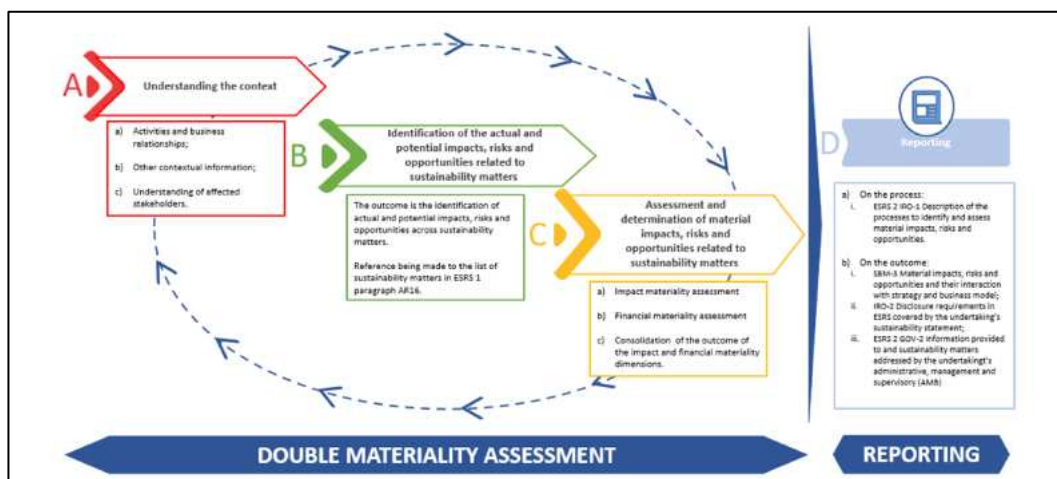 A
Understanding the context
a) Activities and business
relationships;
b) Other contextual information;
c) Understanding of affected
stakeholders.
B
Identification of the actual and
potential impacts, risks and
opportunities related to
sustainability matters
The outcome is the identification of
actual and potential impacts, risks and
opportunities across sustainability
matters.
Reference being made to the list of
sustainability matters in ESRS 1
paragraph AR16.
C
Assessment and
determination of material
impacts, risks and
opportunities related to
sustainability matters
a) Impact materiality assessment
b) Financial materiality assessment
c) Consolidation of the outcome of
the impact and financial materiality
dimensions.
D
Reporting
a) On the process:
i. ESRS 2 IRO-1 Description of the
processes to identify and assess
material impacts, risks and
opportunities.
b) On the outcome:
i. SBM-3 Material impacts, risks and
opportunities and their interaction
with strategy and business model;
ii. IRO-2 Disclosure requirements in
ESRS covered by the undertaking's
sustainability statement;
iii. ESRS 2 GOV-2 Information provided
to and sustainability matters
addressed by the undertakingt's
administrative, management and
supervisory (AMB)
DOUBLE MATERIALITY ASSESSMENT
REPORTING